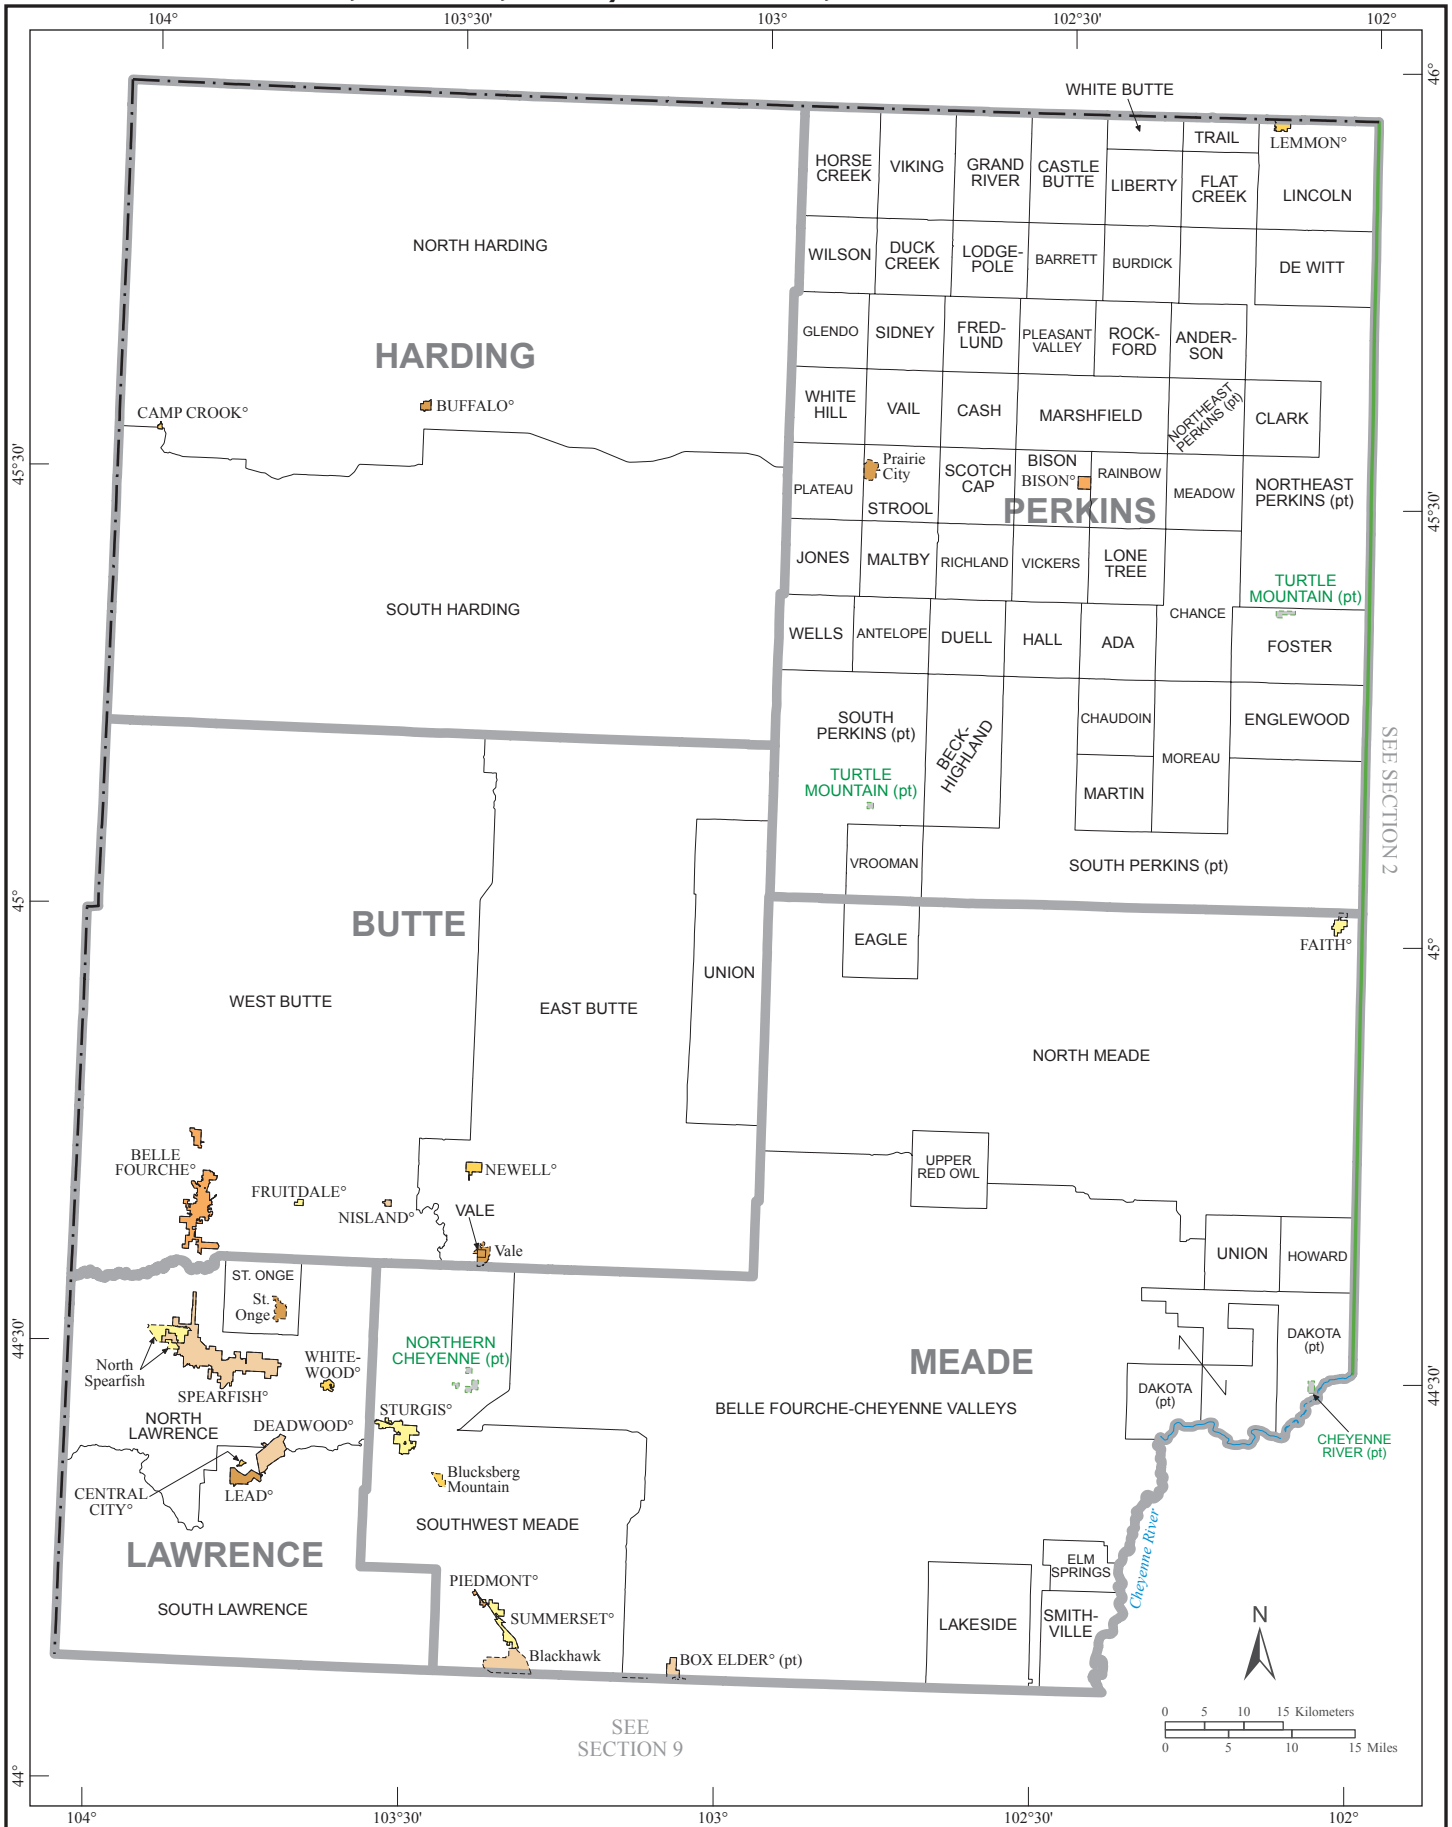 104°
103°30'
103°
102°30'
102°
46°
WHITE BUTTE
TRAIL
LEMMON°
HORSE
CREEK
VIKING
GRAND
RIVER
CASTLE
BUTTE
LIBERTY
FLAT
CREEK
LINCOLN
NORTH HARDING
WILSON
DUCK
CREEK
LODGE-
POLE
BARRETT
BURDICK
DE WITT
GLENDO
SIDNEY
FRED-
LUND
PLEASANT
VALLEY
ROCK-
FORD
ANDER-
SON
HARDING
CAMP CROOK°
BUFFALO°
WHITE
HILL
VAIL
CASH
MARSHFIELD
NORTHEAST
PERKINS (pt)
CLARK
45°30'
PLATEAU
Prairie
City
STROOL
SCOTCH
CAP
BISON
BISON°
RAINBOW
MEADOW
NORTHEAST
PERKINS (pt)
PERKINS
45°30'
JONES
MALTBY
RICHLAND
VICKERS
LONE
TREE
TURTLE
MOUNTAIN (pt)
SOUTH HARDING
CHANCE
WELLS
ANTELOPE
DUELL
HALL
ADA
FOSTER
SOUTH
PERKINS (pt)
BECK-
HIGHLAND
CHAUDOIN
MOREAU
ENGLEWOOD
TURTLE
MOUNTAIN (pt)
MARTIN
SEE SECTION 2
VROOMAN
SOUTH PERKINS (pt)
45°
BUTTE
EAGLE
FAITH°
45°
WEST BUTTE
EAST BUTTE
UNION
NORTH MEADE
BELLE
FOURCHE°
NEWELL°
UPPER
RED OWL
FRUITDALE°
NISLAND°
VALE
Vale
UNION
HOWARD
ST. ONGE
St.
Onge
44°30'
North
Spearfish
SPEARFISH°
WHITE-
WOOD°
NORTHERN
CHEYENNE (pt)
MEADE
DAKOTA
(pt)
DAKOTA
(pt)
44°30'
STURGIS°
BELLE FOURCHE-CHEYENNE VALLEYS
NORTH
LAWRENCE
DEADWOOD°
CHEYENNE
RIVER (pt)
CENTRAL
CITY°
LEAD°
Blucksberg
Mountain
SOUTHWEST MEADE
Cheyenne River
LAWRENCE
SOUTH LAWRENCE
PIEDMONT°
SUMMERSET°
Blackhawk
BOX ELDER° (pt)
LAKESIDE
ELM
SPRINGS
SMITH-
VILLE
N
0 5 10 15 Kilometers
0 5 10 15 Miles
SEE
SECTION 9
44°
104°
103°30'
103°
102°30'
102°